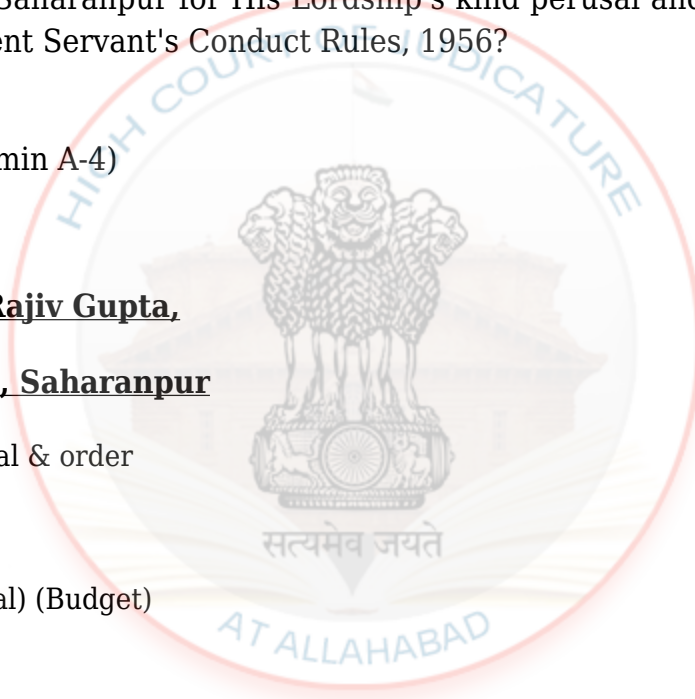 Saharanpur for His Lordship's kind perusal and
ent Servant's Conduct Rules, 1956?
min A-4)
Rajiv Gupta,
, Saharanpur
al & order
al) (Budget)
HIGH COURT OF JUDICATURE
सत्यमेव जयते
AT ALLAHABAD